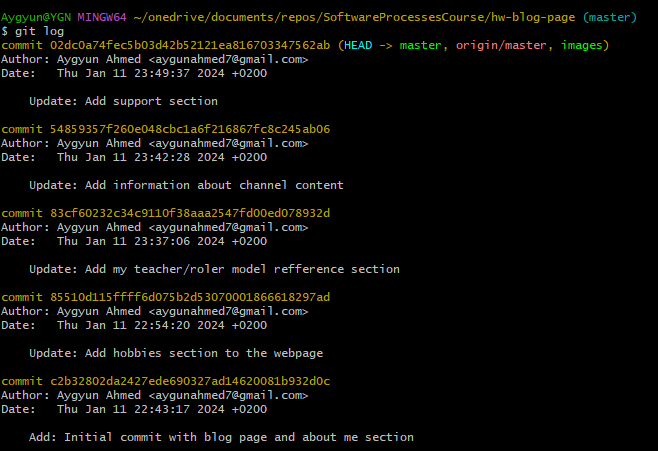 Aygyun@YGN MINGW64 ~/onedrive/documents/repos/SoftwareProcessesCourse/hw-blog-page (master)
$ git log
commit 02dc0a74fec5b03d42b52121ea816703347562ab (HEAD -> master, origin/master, images)
Author: Aygyun Ahmed <aygunahmed7@gmail.com>
Date:   Thu Jan 11 23:49:37 2024 +0200
    Update: Add support section
commit 54859357f260e048cbc1a6f216867fc8c245ab06
Author: Aygyun Ahmed <aygunahmed7@gmail.com>
Date:   Thu Jan 11 23:42:28 2024 +0200
    Update: Add information about channel content
commit 83cf60232c34c9110f38aaa2547fd00ed078932d
Author: Aygyun Ahmed <aygunahmed7@gmail.com>
Date:   Thu Jan 11 23:37:06 2024 +0200
    Update: Add my teacher/roler model refference section
commit 85510d115ffff6d075b2d53070001866618297ad
Author: Aygyun Ahmed <aygunahmed7@gmail.com>
Date:   Thu Jan 11 22:54:20 2024 +0200
    Update: Add hobbies section to the webpage
commit c2b32802da2427ede690327ad14620081b932d0c
Author: Aygyun Ahmed <aygunahmed7@gmail.com>
Date:   Thu Jan 11 22:43:17 2024 +0200
    Add: Initial commit with blog page and about me section